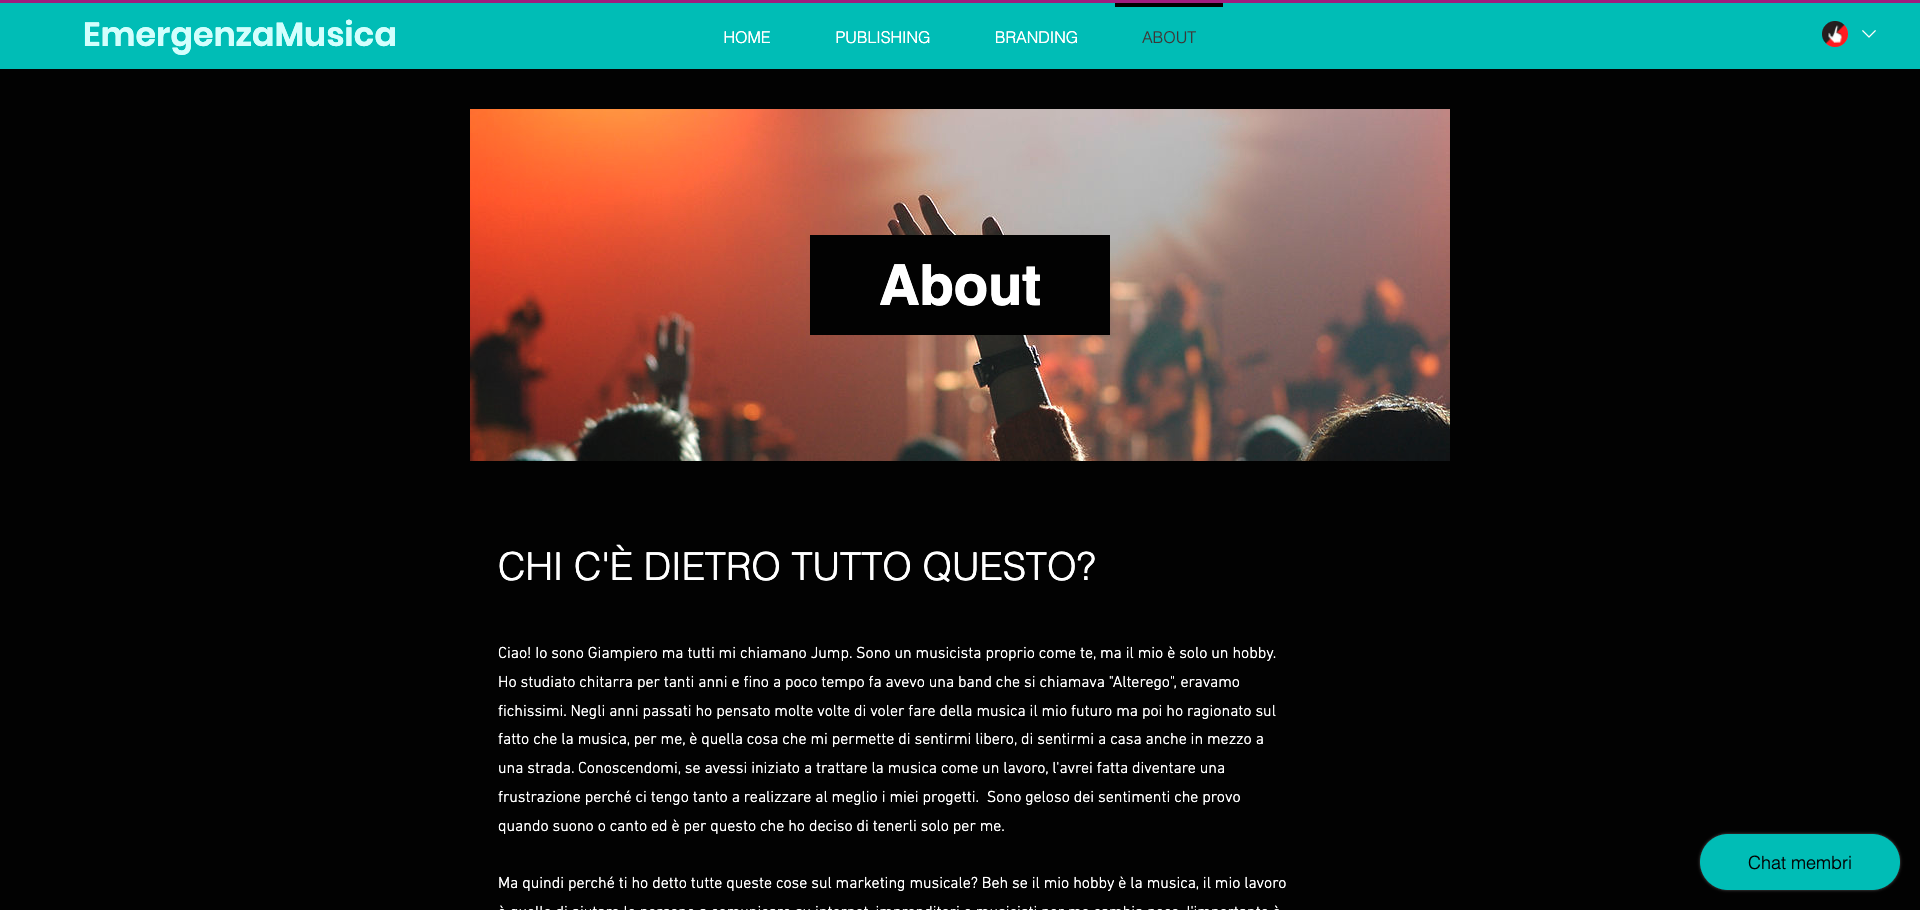 EmergenzaMusica
HOME
PUBLISHING
BRANDING
ABOUT
About
CHI C'È DIETRO TUTTO QUESTO?
Ciao! Io sono Giampiero ma tutti mi chiamano Jump. Sono un musicista proprio come te, ma il mio è solo un hobby.
Ho studiato chitarra per tanti anni e fino a poco tempo fa avevo una band che si chiamava "Alterego", eravamo
fichissimi. Negli anni passati ho pensato molte volte di voler fare della musica il mio futuro ma poi ho ragionato sul
fatto che la musica, per me, è quella cosa che mi permette di sentirmi libero, di sentirmi a casa anche in mezzo a
una strada. Conoscendomi, se avessi iniziato a trattare la musica come un lavoro, l'avrei fatta diventare una
frustrazione perché ci tengo tanto a realizzare al meglio i miei progetti.  Sono geloso dei sentimenti che provo
quando suono o canto ed è per questo che ho deciso di tenerli solo per me.
Ma quindi perché ti ho detto tutte queste cose sul marketing musicale? Beh se il mio hobby è la musica, il mio lavoro
Chat membri